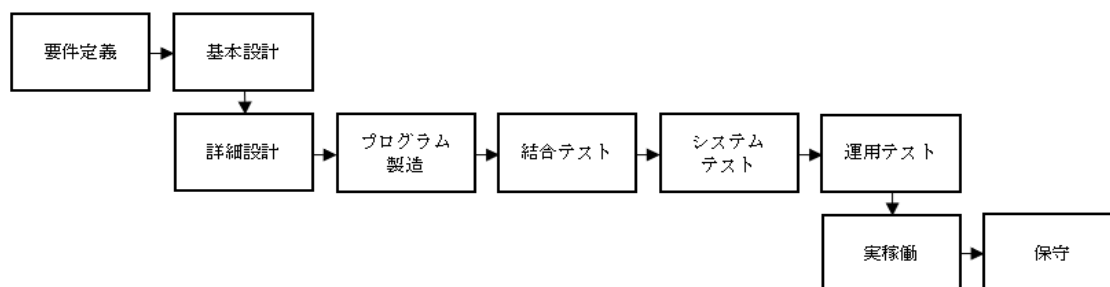 要件定義
基本設計
詳細設計
プログラム
製造
結合テスト
システム
テスト
運用テスト
実稼働
保守